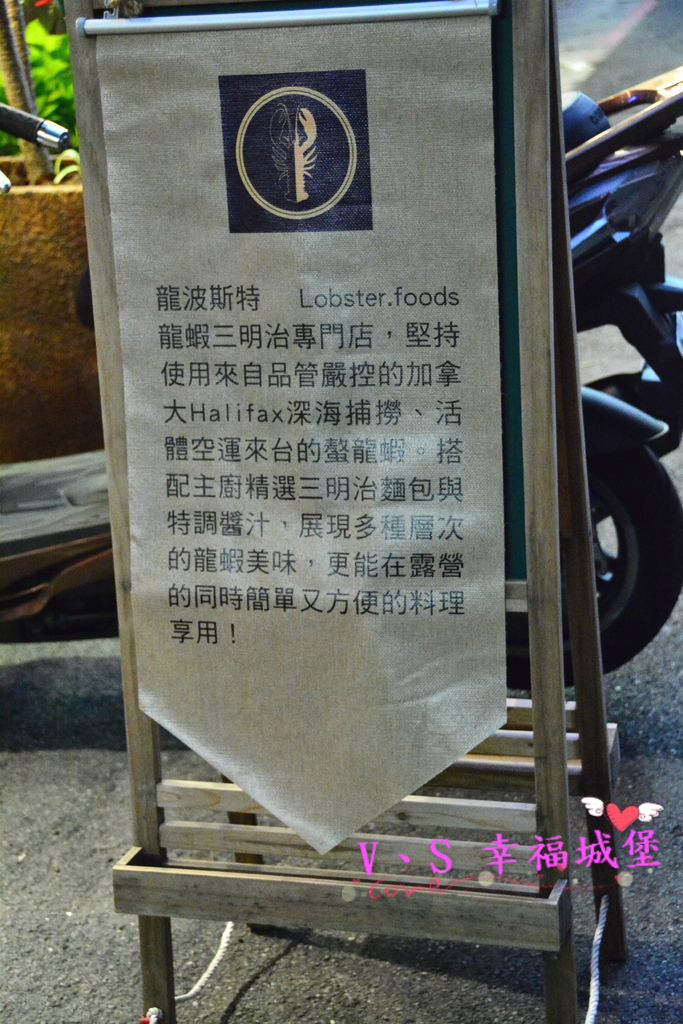 龍波斯特 Lobster.foods
龍蝦三明治專門店，堅持
使用來自品管嚴控的加拿
大Halifax深海捕撈、活
體空運來台的螯龍蝦。搭
配主廚精選三明治麵包與
特調醬汁，展現多種層次
的龍蝦美味，更能在露營
的同時簡單又方便的料理
享用！
V、S 幸福城堡